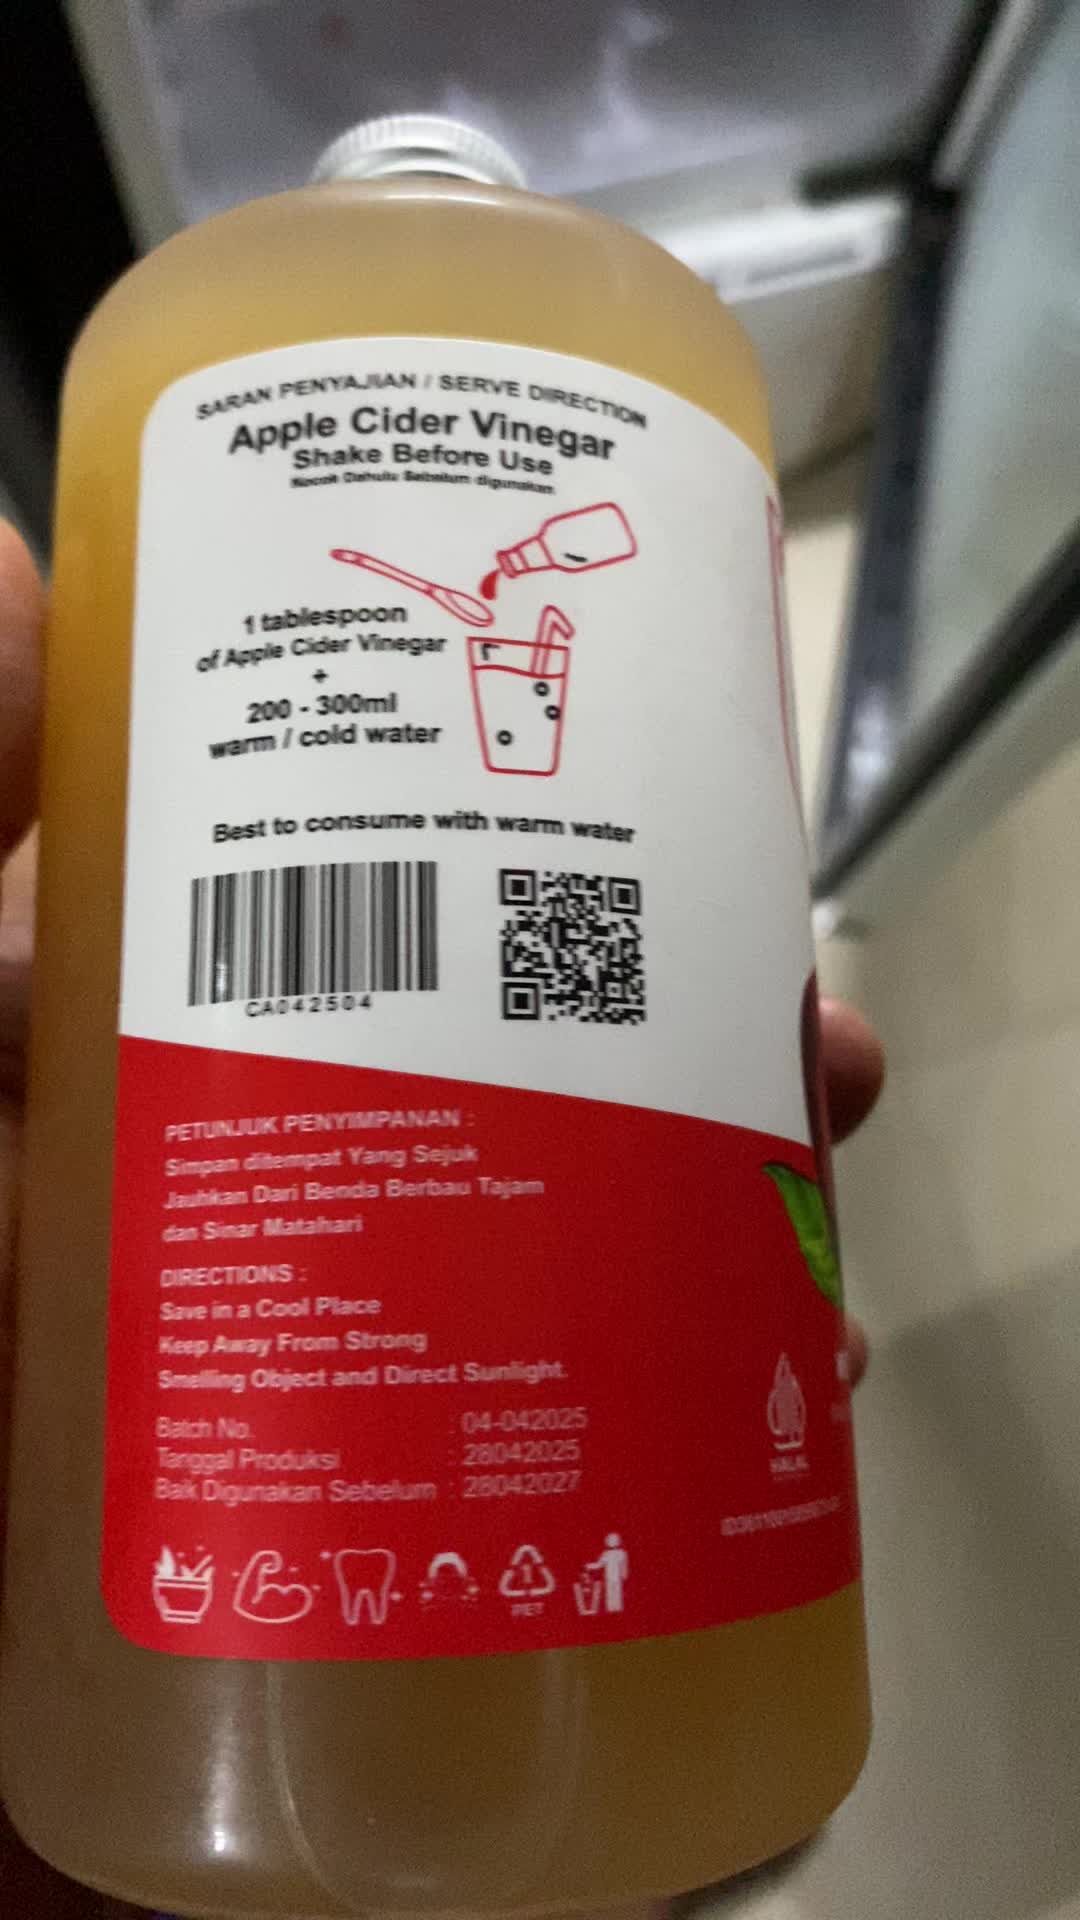 SARAN PENYAJIAN / SERVE DIRECTION
Apple Cider Vinegar
Shake Before Use
Kocok Dahulu Sebelum digunakan
1 tablespoon
of Apple Cider Vinegar
+
200 - 300ml
warm / cold water
Best to consume with warm water
CA042504
PETUNJUK PENYIMPANAN :
Simpan ditempat Yang Sejuk
Jauhkan Dari Benda Berbau Tajam
dan Sinar Matahari
DIRECTIONS :
Save in a Cool Place
Keep Away From Strong
Smelling Object and Direct Sunlight.
Batch No. : 04-042025
Tanggal Produksi : 28042025
Baik Digunakan Sebelum : 28042027
HALAL
1
PET